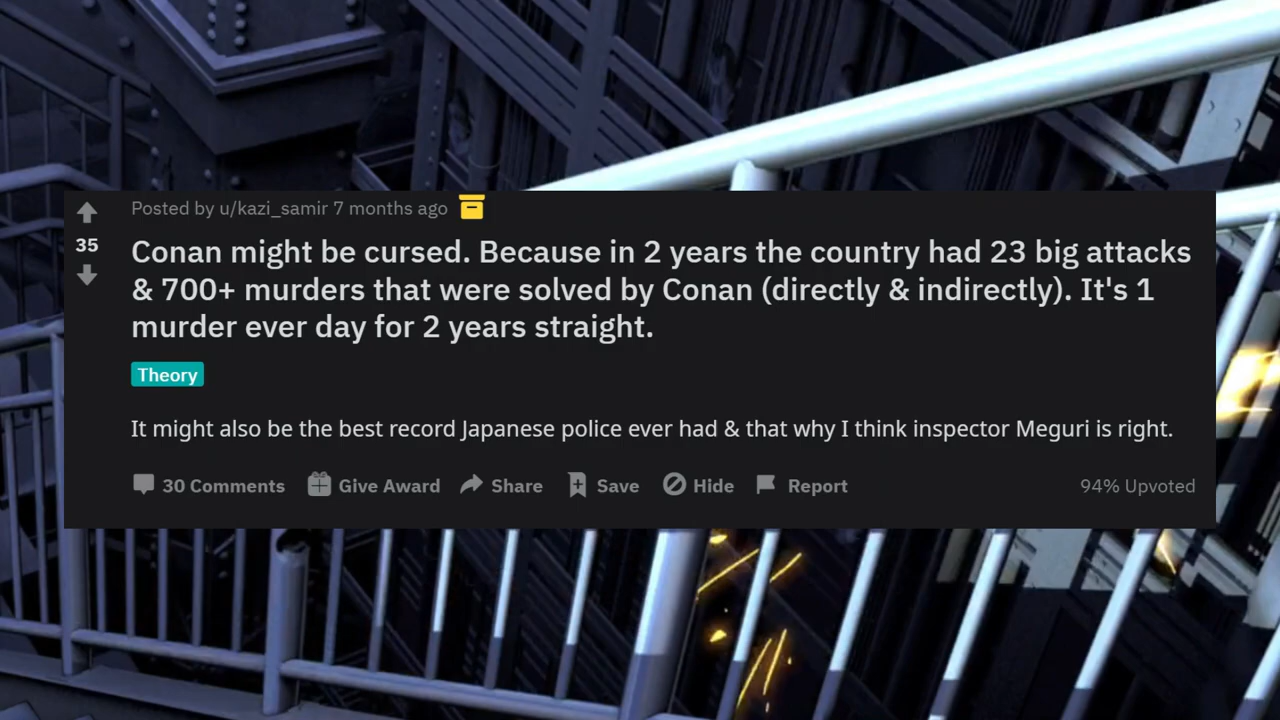 Posted by u/kazi_samir 7 months ago
35
Conan might be cursed. Because in 2 years the country had 23 big attacks
& 700+ murders that were solved by Conan (directly & indirectly). It's 1
murder ever day for 2 years straight.
Theory
It might also be the best record Japanese police ever had & that why I think inspector Meguri is right.
30 Comments Give Award Share Save Hide Report 94% Upvoted